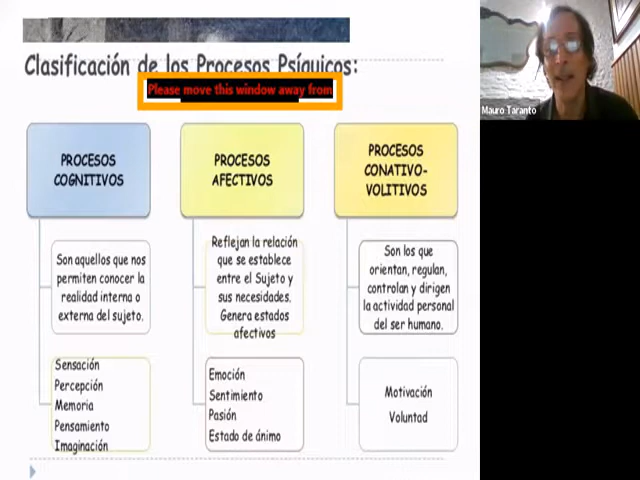 Clasificación de los Procesos Psíquicos:
Please move this window away from
Mauro Taranto
PROCESOS
COGNITIVOS
Son aquellos que nos
permiten conocer la
realidad interna o
externa del sujeto.
Sensación
Percepción
Memoria
Pensamiento
Imaginación
PROCESOS
AFECTIVOS
Reflejan la relación
que se establece
entre el Sujeto y
sus necesidades.
Genera estados
afectivos
Emoción
Sentimiento
Pasión
Estado de ánimo
PROCESOS
CONATIVO-
VOLITIVOS
Son los que
orientan, regulan,
controlan y dirigen
la actividad personal
del ser humano.
Motivación
Voluntad